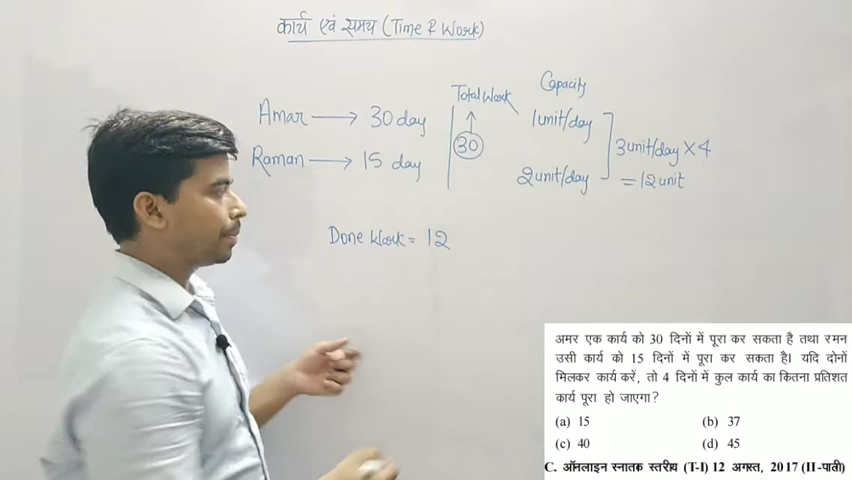 कार्य एवं समय (Time & Work)
Amar → 30 day
Total Work
Capacity
1unit/day
30
3unit/day × 4
Raman → 15 day
2unit/day
= 12 unit
Done Work = 12
अमर एक कार्य को 30 दिनों में पूरा कर सकता है तथा रमन
उसी कार्य को 15 दिनों में पूरा कर सकता है। यदि दोनों
मिलकर कार्य करें, तो 4 दिनों में कुल कार्य का कितना प्रतिशत
कार्य पूरा हो जाएगा?
(a) 15 (b) 37
(c) 40 (d) 45
C. ऑनलाइन स्नातक स्तरीय (T-I) 12 अगस्त, 2017 (II-पाली)